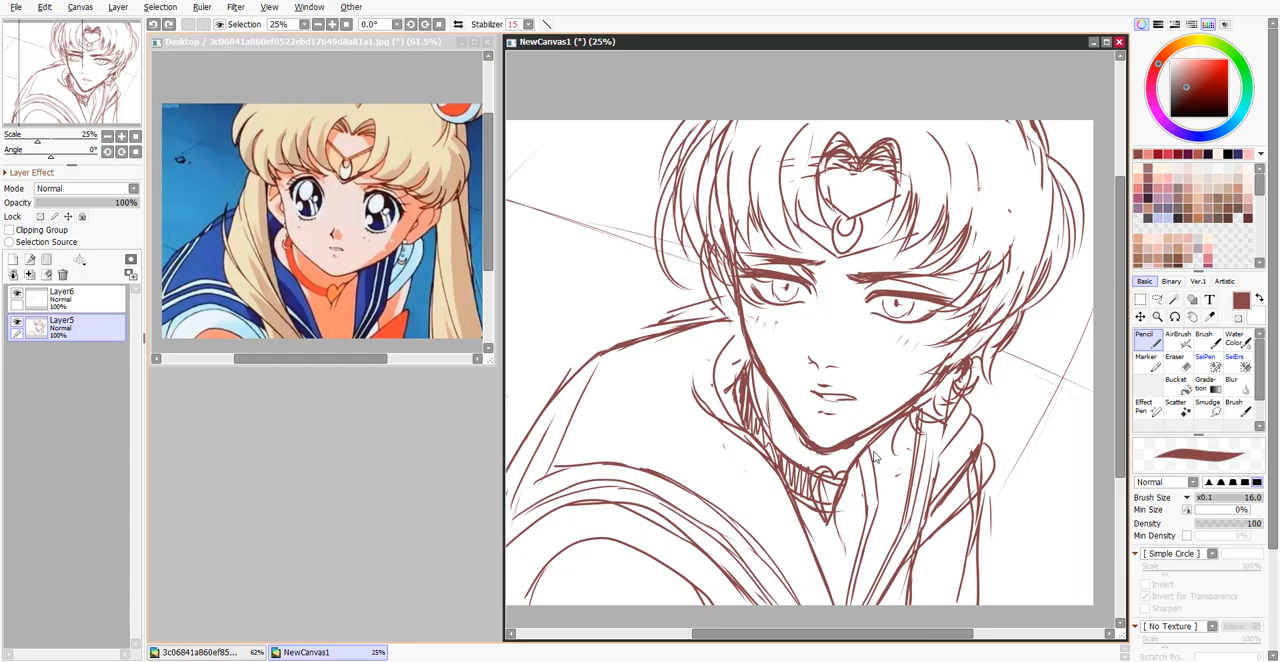 File Edit Canvas Layer Selection Ruler Filter View Window Other
Selection 25% 0.0° Stabilizer 15
Desktop / 3c06841a860ef8522ebd17649d8a81a1.jpg (*) (61.5%)
NewCanvas1 (*) (25%)
Scale 25%
Angle 0°
Layer Effect
Mode Normal
Opacity 100%
Lock
Clipping Group
Selection Source
Layer6
Normal
100%
Layer5
Normal
100%
Basic Binary Ver.1 Artistic
T
Pencil AirBrush Brush Water Color
Marker Eraser SelPen SelErs
Bucket Grada-tion Blur
Effect Pen Scatter Smudge Brush
Normal
Brush Size x0.1 16.0
Min Size 0%
Density 100
Min Density 0%
[ Simple Circle ]
Scale 100%
Invert
Invert for Transparency
Sharpen
[ No Texture ]
Scale 100%
Scratch Prs.
3c06841a860ef85... 62% NewCanvas1 25%